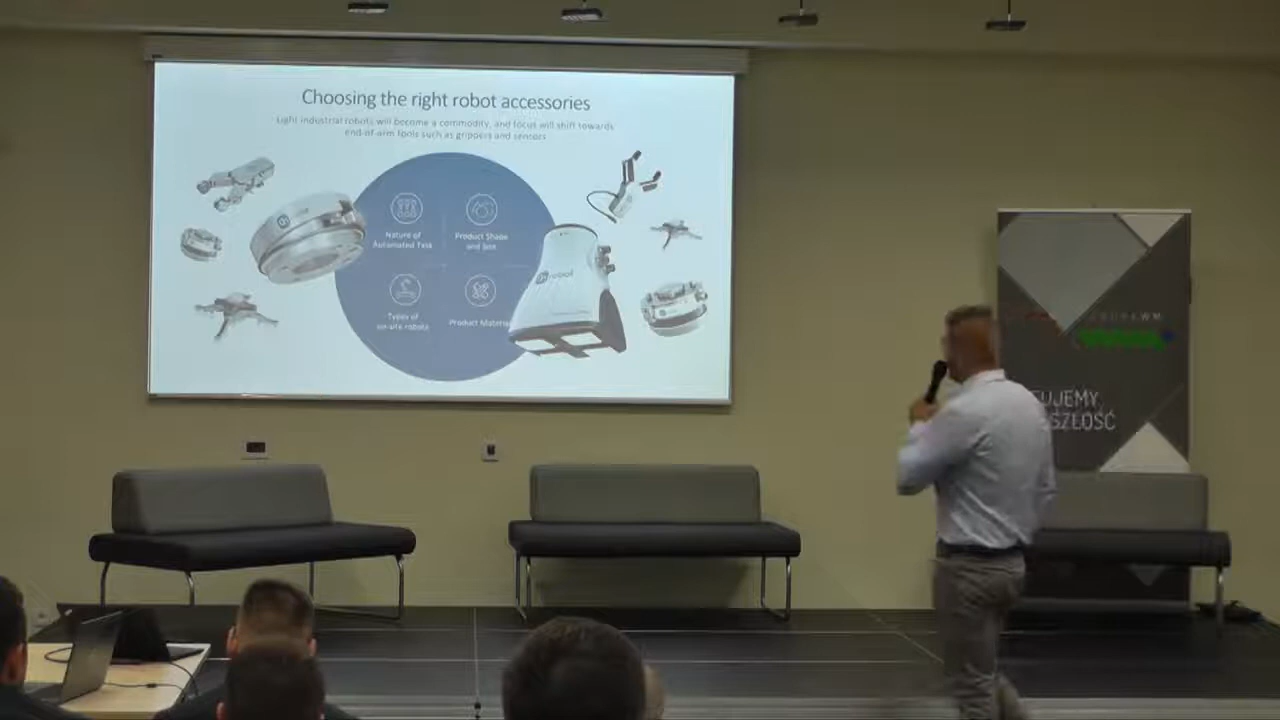 Choosing the right robot accessories
Light industrial robots will become a commodity, and focus will shift towards
end-of-arm tools such as grippers and sensors
Nature of
Automated Task
Product Shape
and Size
Types of
on-site robots
Product Material
onrobot
UJEMY
SZŁOŚĆ